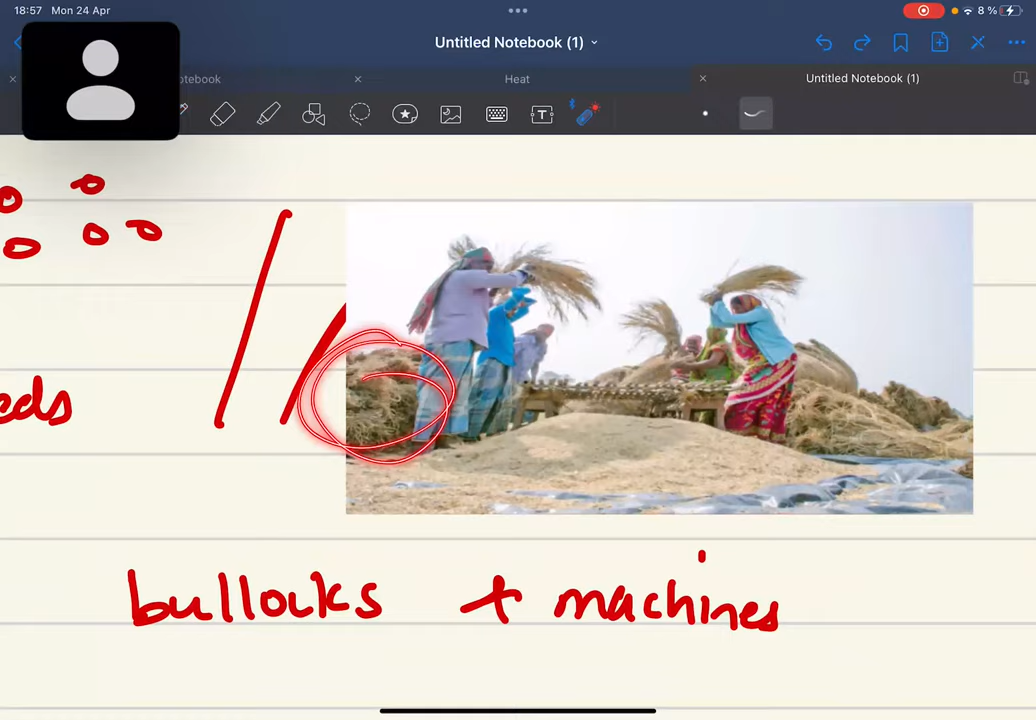 18:57 Mon 24 Apr
8 %
Untitled Notebook (1)
otebook
Heat
Untitled Notebook (1)
eds
bullocks + machines